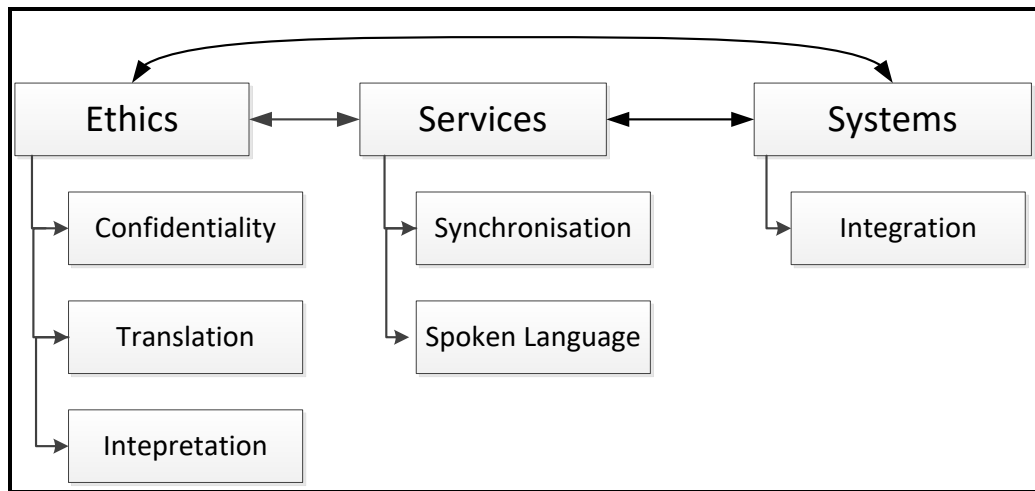 Ethics
Services
Systems
Confidentiality
Synchronisation
Integration
Translation
Spoken Language
Intepretation